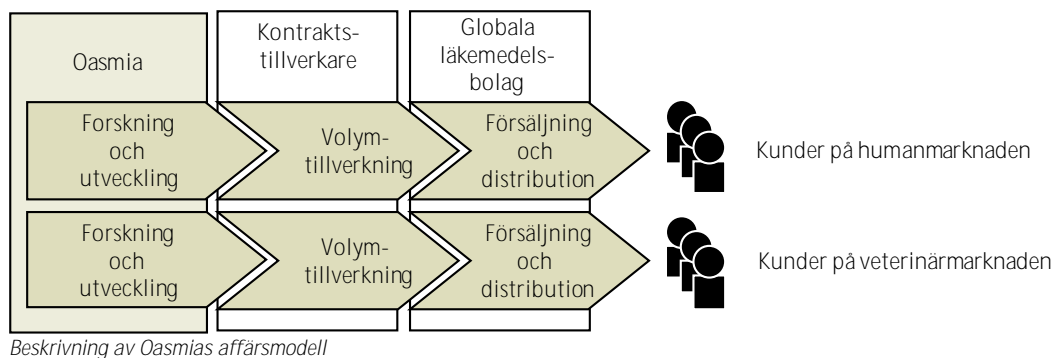 Oasmia
Kontrakts-
tillverkare
Globala
läkemedels-
bolag
Forskning
och
utveckling
Volym-
tillverkning
Försäljning
och
distribution
Kunder på humanmarknaden
Forskning
och
utveckling
Volym-
tillverkning
Försäljning
och
distribution
Kunder på veterinärmarknaden
Beskrivning av Oasmias affärsmodell